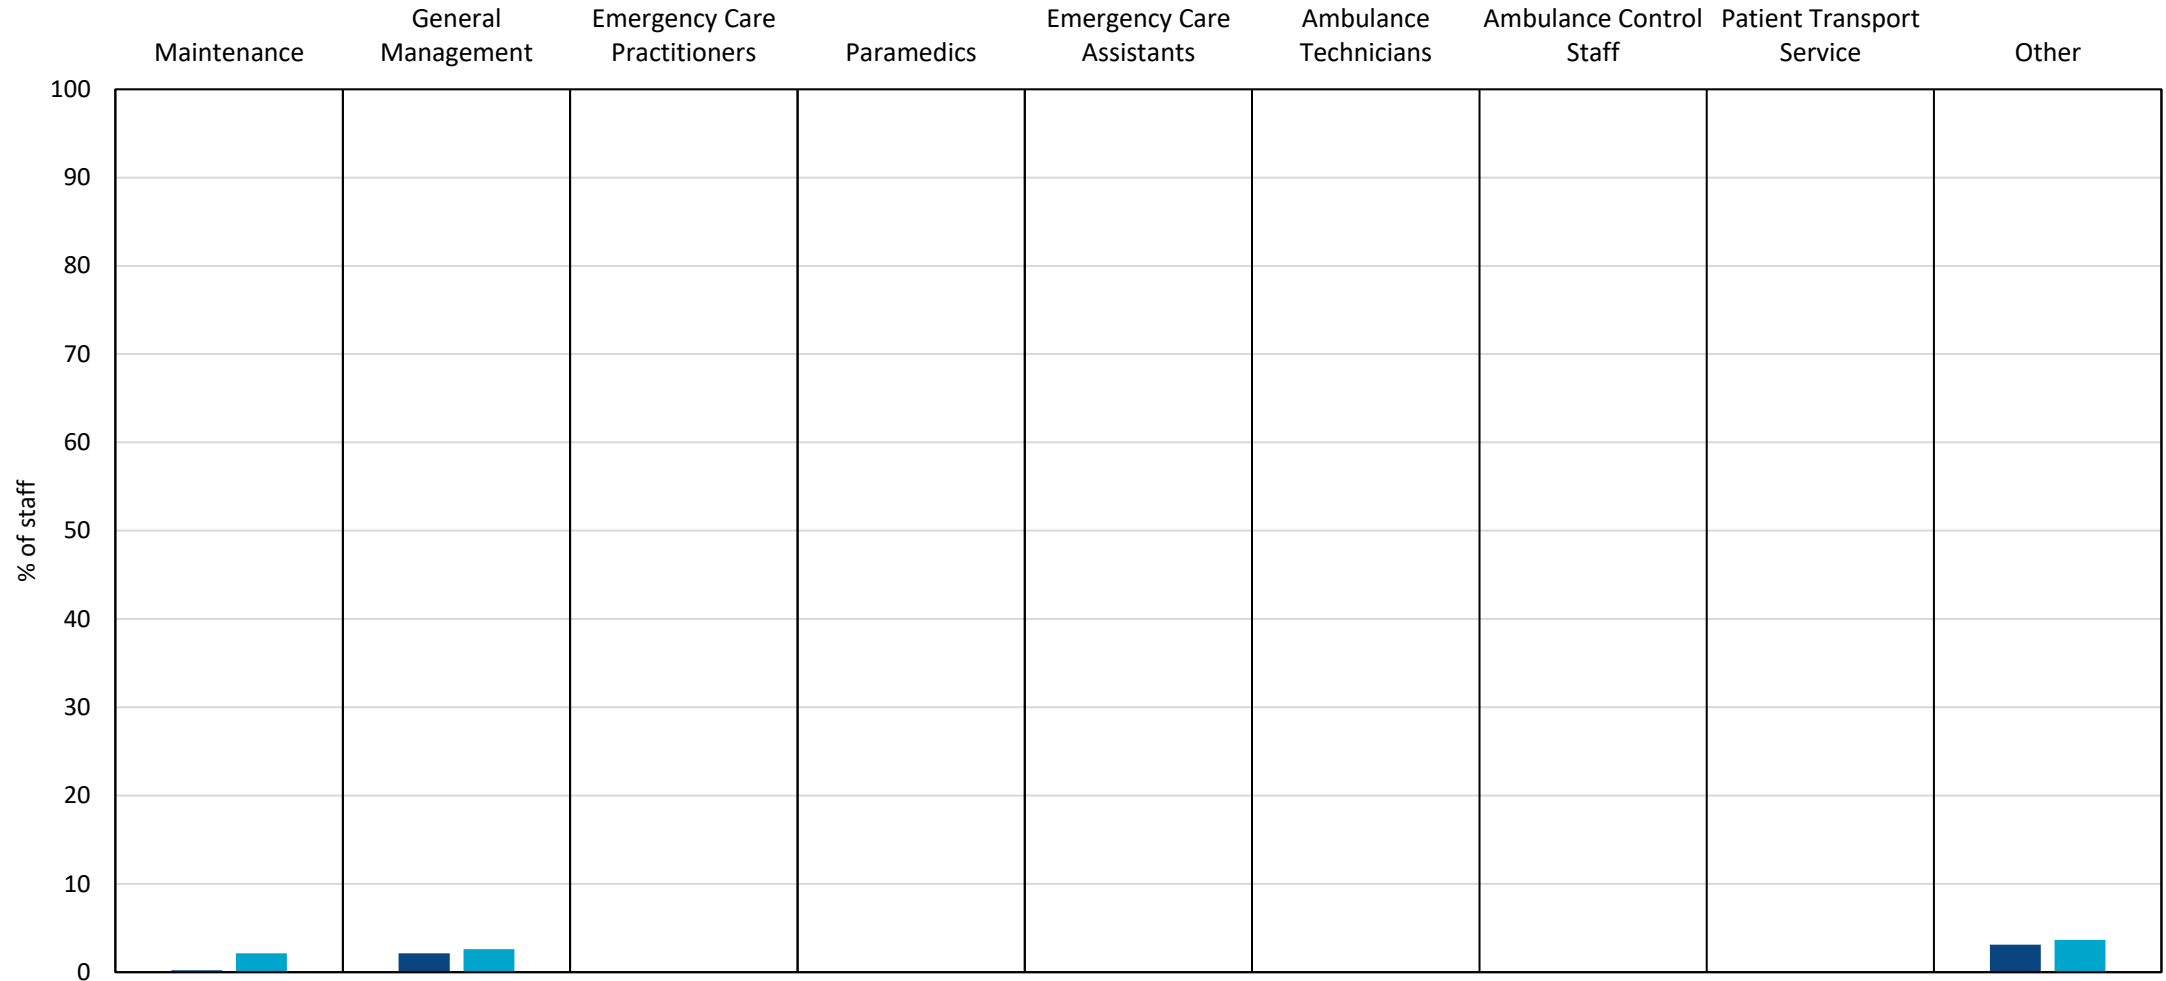 Maintenance
General
Management
Emergency Care
Practitioners
Paramedics
Emergency Care
Assistants
Ambulance
Technicians
Ambulance Control
Staff
Patient Transport
Service
Other
% of staff
100
90
80
70
60
50
40
30
20
10
0